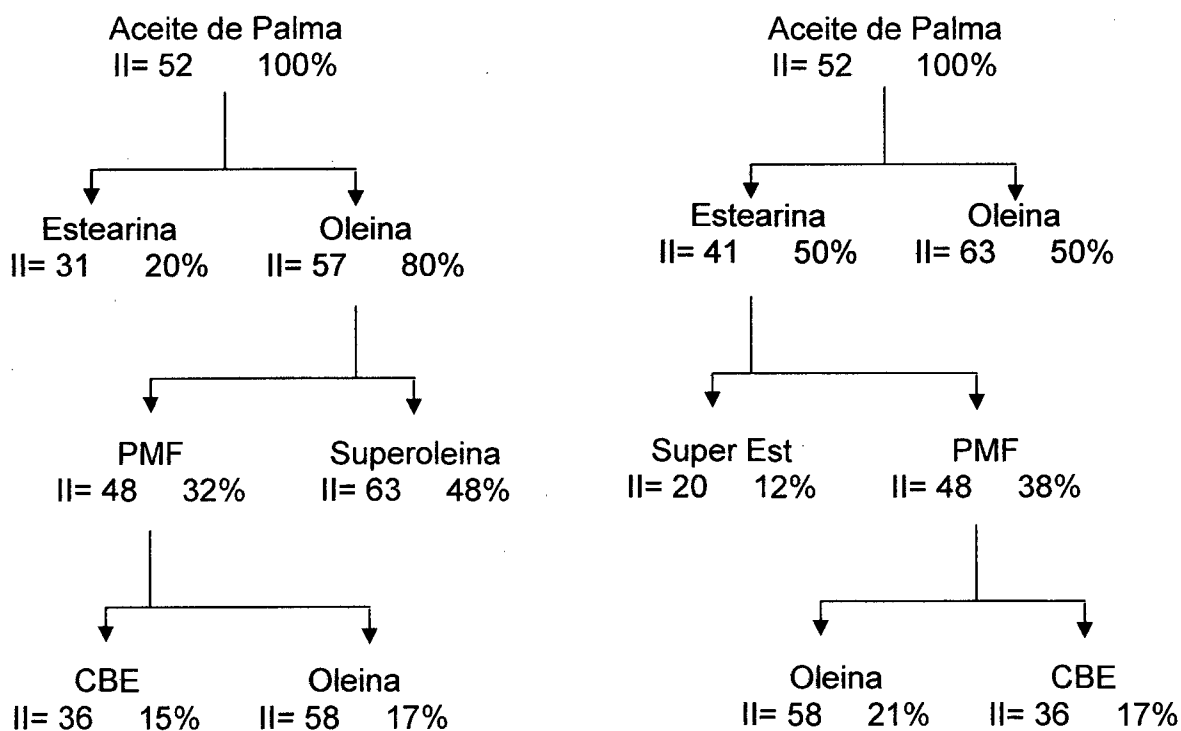 Aceite de Palma
II= 52 100%
Estearina Oleina
II= 31 20% II= 57 80%
PMF Superoleina
II= 48 32% II= 63 48%
CBE Oleina
II= 36 15% II= 58 17%
Aceite de Palma
II= 52 100%
Estearina Oleina
II= 41 50% II= 63 50%
Super Est PMF
II= 20 12% II= 48 38%
Oleina CBE
II= 58 21% II= 36 17%